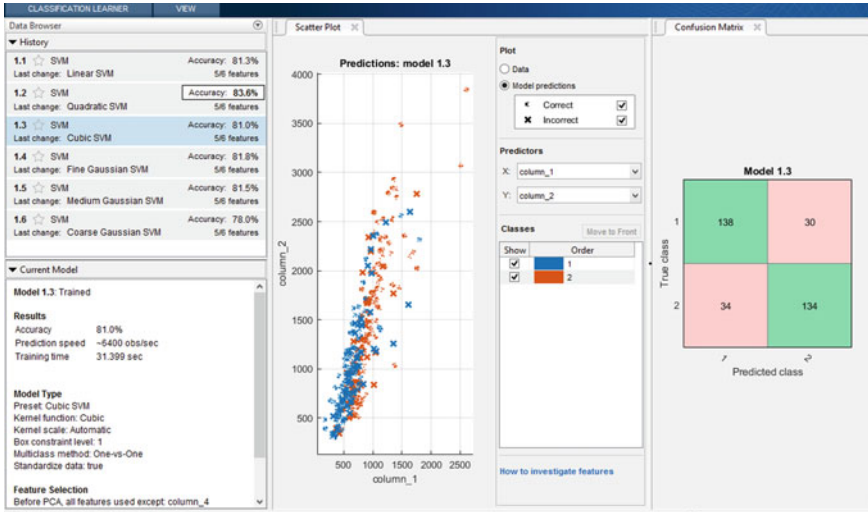 CLASSIFICATION LEARNER VIEW
Data Browser
History
1.1 SVM Accuracy: 81.3%
Last change: Linear SVM 5/6 features
1.2 SVM Accuracy: 83.6%
Last change: Quadratic SVM 5/6 features
1.3 SVM Accuracy: 81.0%
Last change: Cubic SVM 5/6 features
1.4 SVM Accuracy: 81.8%
Last change: Fine Gaussian SVM 5/6 features
1.5 SVM Accuracy: 81.5%
Last change: Medium Gaussian SVM 5/6 features
1.6 SVM Accuracy: 78.0%
Last change: Coarse Gaussian SVM 5/6 features
Current Model
Model 1.3: Trained
Results
Accuracy 81.0%
Prediction speed ~6400 obs/sec
Training time 31.399 sec
Model Type
Preset: Cubic SVM
Kernel function: Cubic
Kernel scale: Automatic
Box constraint level: 1
Multiclass method: One-vs-One
Standardize data: true
Feature Selection
Before PCA, all features used except: column_4
Scatter Plot
Predictions: model 1.3
4000
3500
3000
2500
2000
1500
1000
500
column_2
500 1000 1500 2000 2500
column_1
Plot
Data
Model predictions
Correct
Incorrect
Predictors
X: column_1
Y: column_2
Classes Move to Front
Show Order
1
2
How to investigate features
Confusion Matrix
Model 1.3
True class
1 138 30
2 34 134
1 2
Predicted class